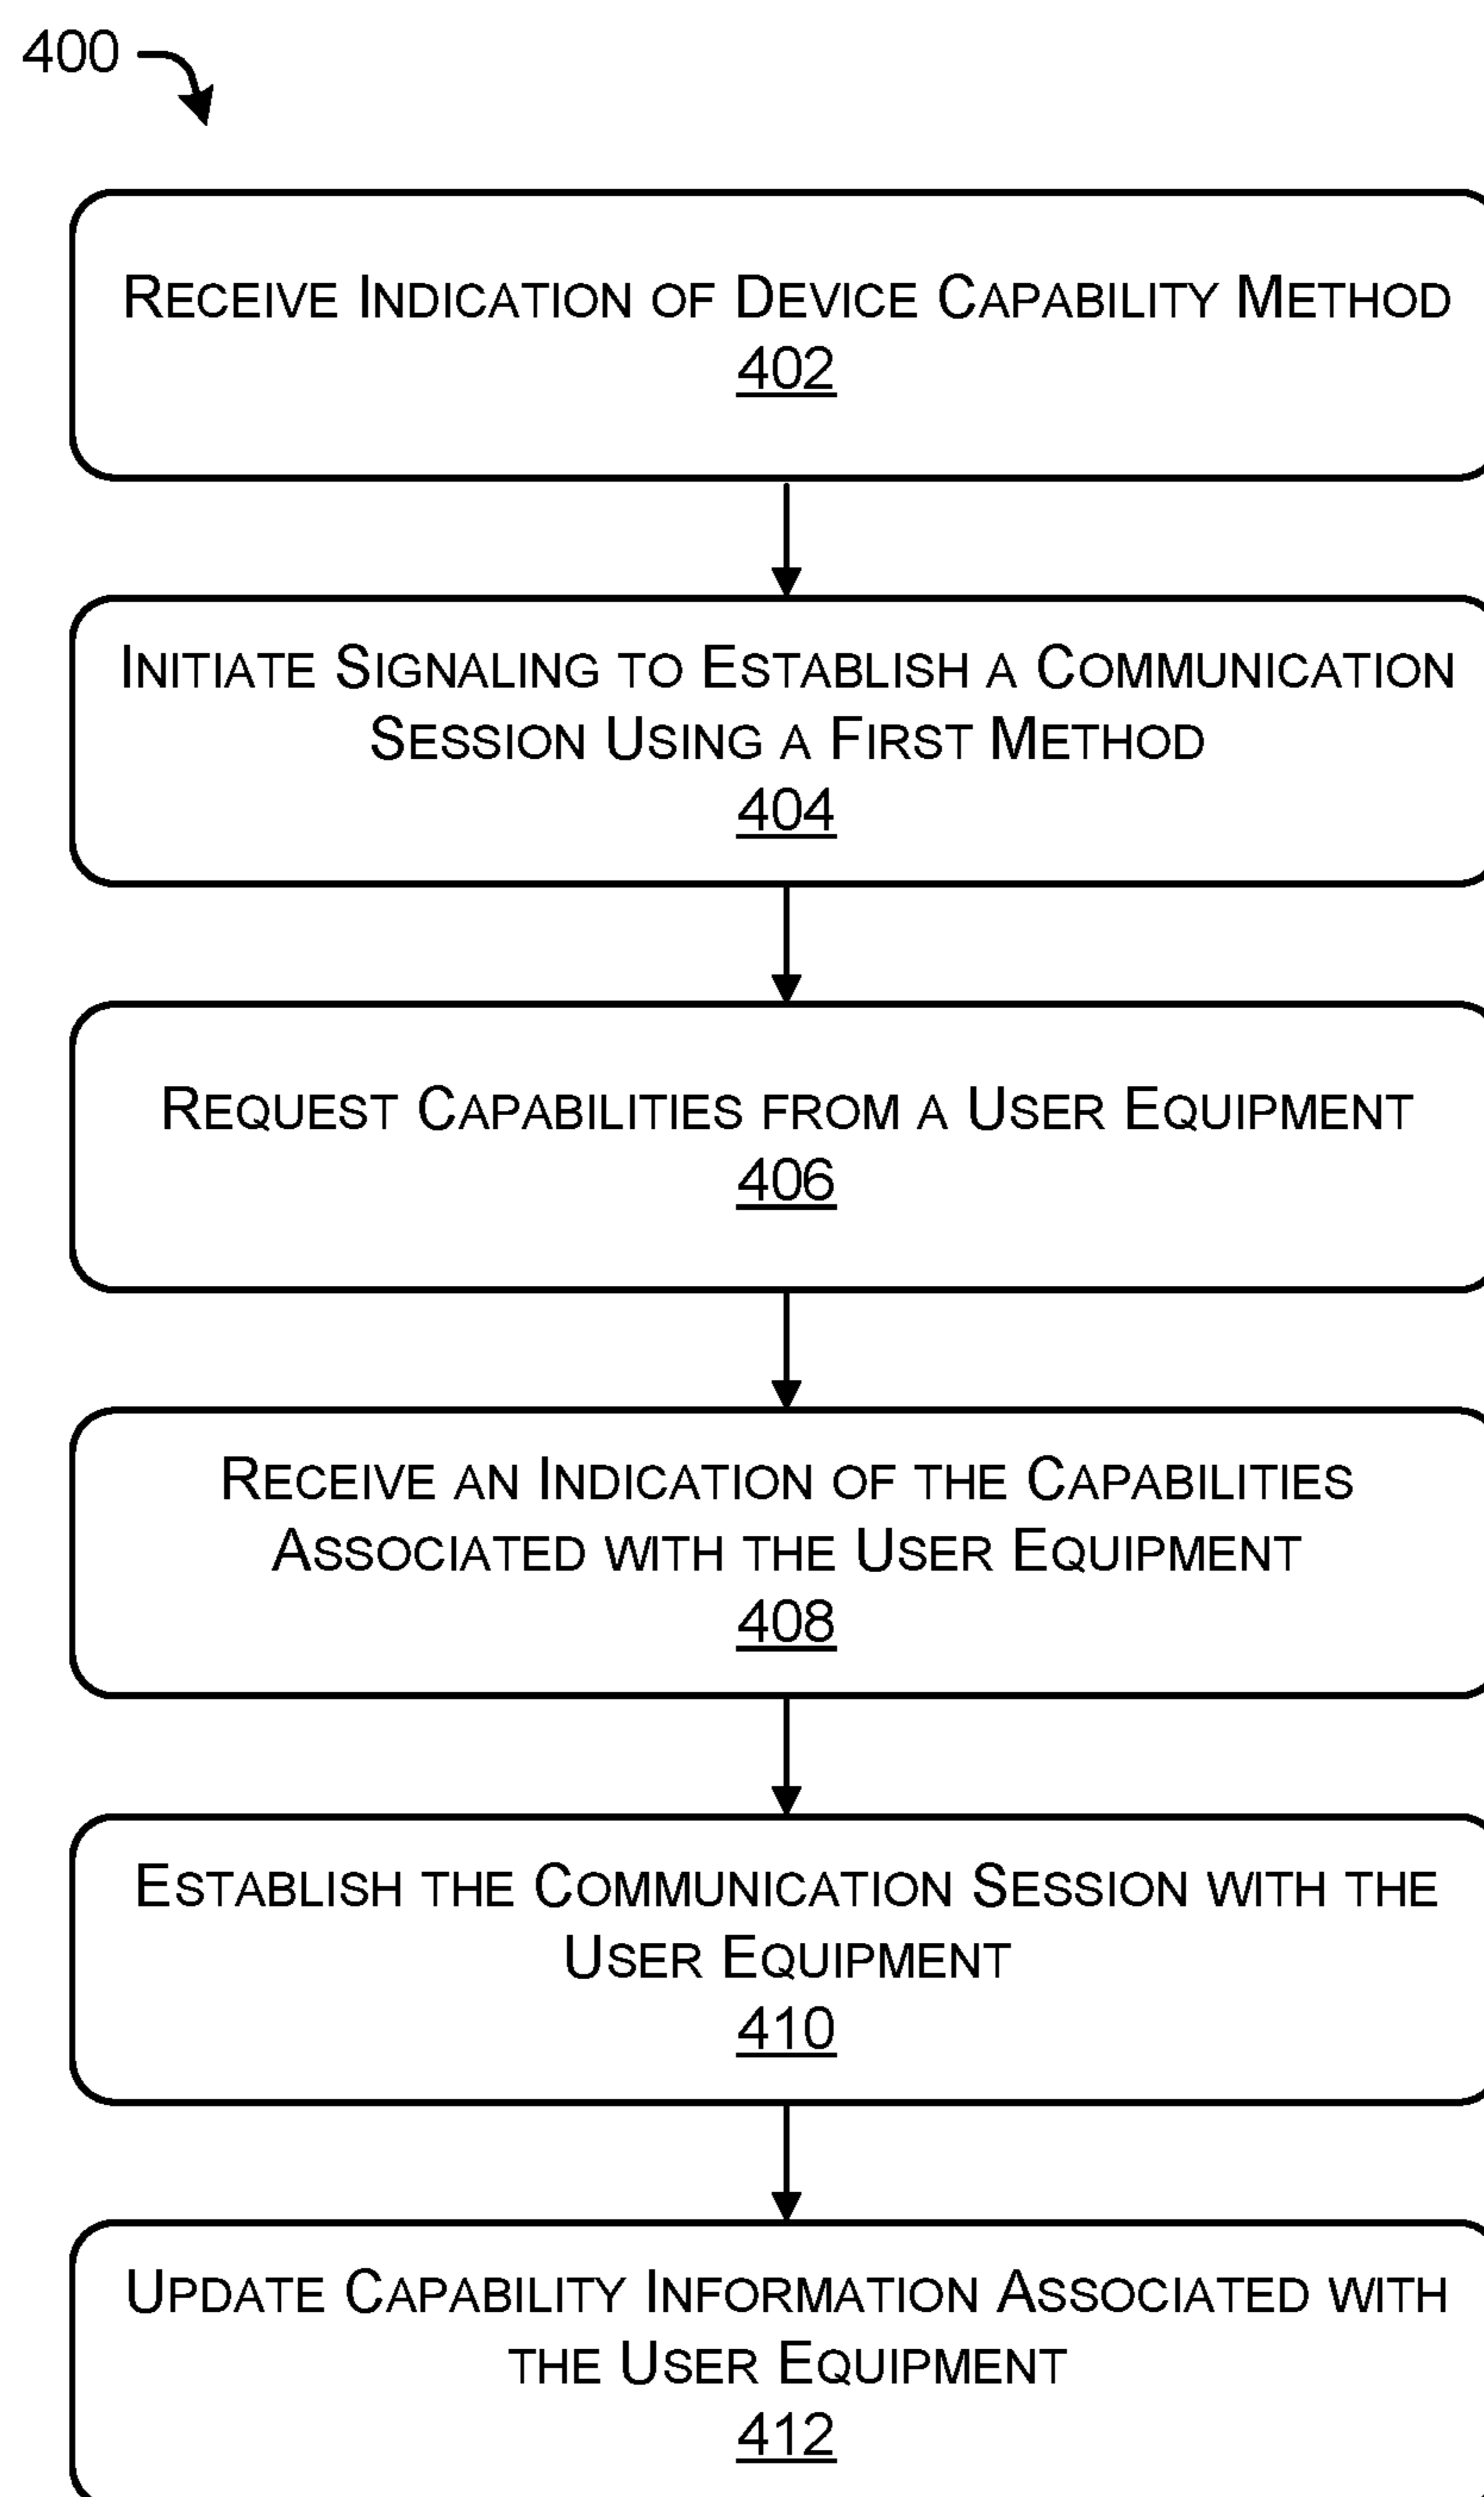 400
Receive Indication of Device Capability Method
402
Initiate Signaling to Establish a Communication
Session Using a First Method
404
Request Capabilities from a User Equipment
406
Receive an Indication of the Capabilities
Associated with the User Equipment
408
Establish the Communication Session with the
User Equipment
410
Update Capability Information Associated with
the User Equipment
412